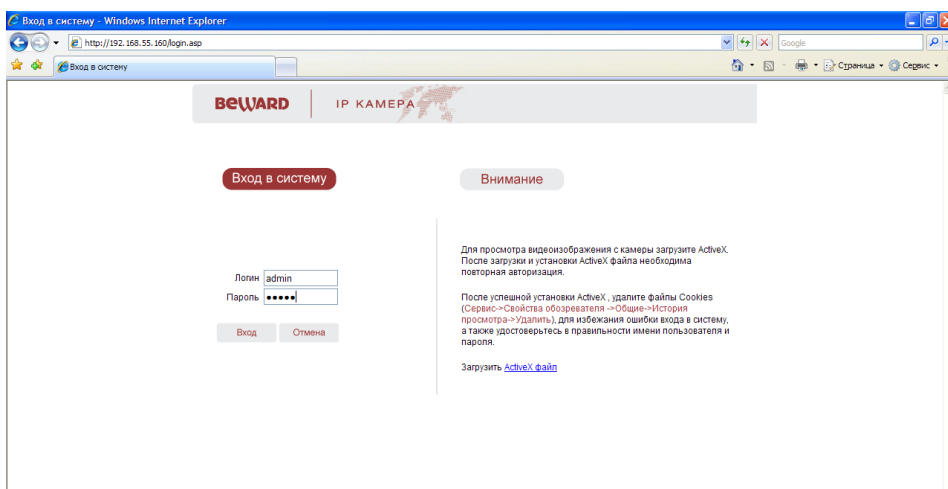 Вход в систему - Windows Internet Explorer
http://192.168.55.160/login.asp
Google
Вход в систему
Страница
Сервис
BEWARD
IP КАМЕРА
Вход в систему
Внимание
Логин admin
Пароль •••••
Вход
Отмена
Для просмотра видеоизображения с камеры загрузите ActiveX.
После загрузки и установки ActiveX файла необходима
повторная авторизация.
После успешной установки ActiveX , удалите файлы Cookies
(Сервис->Свойства обозревателя ->Общие->История
просмотра->Удалить), для избежания ошибки входа в систему,
а также удостоверьтесь в правильности имени пользователя и
пароля.
Загрузить ActiveX файл